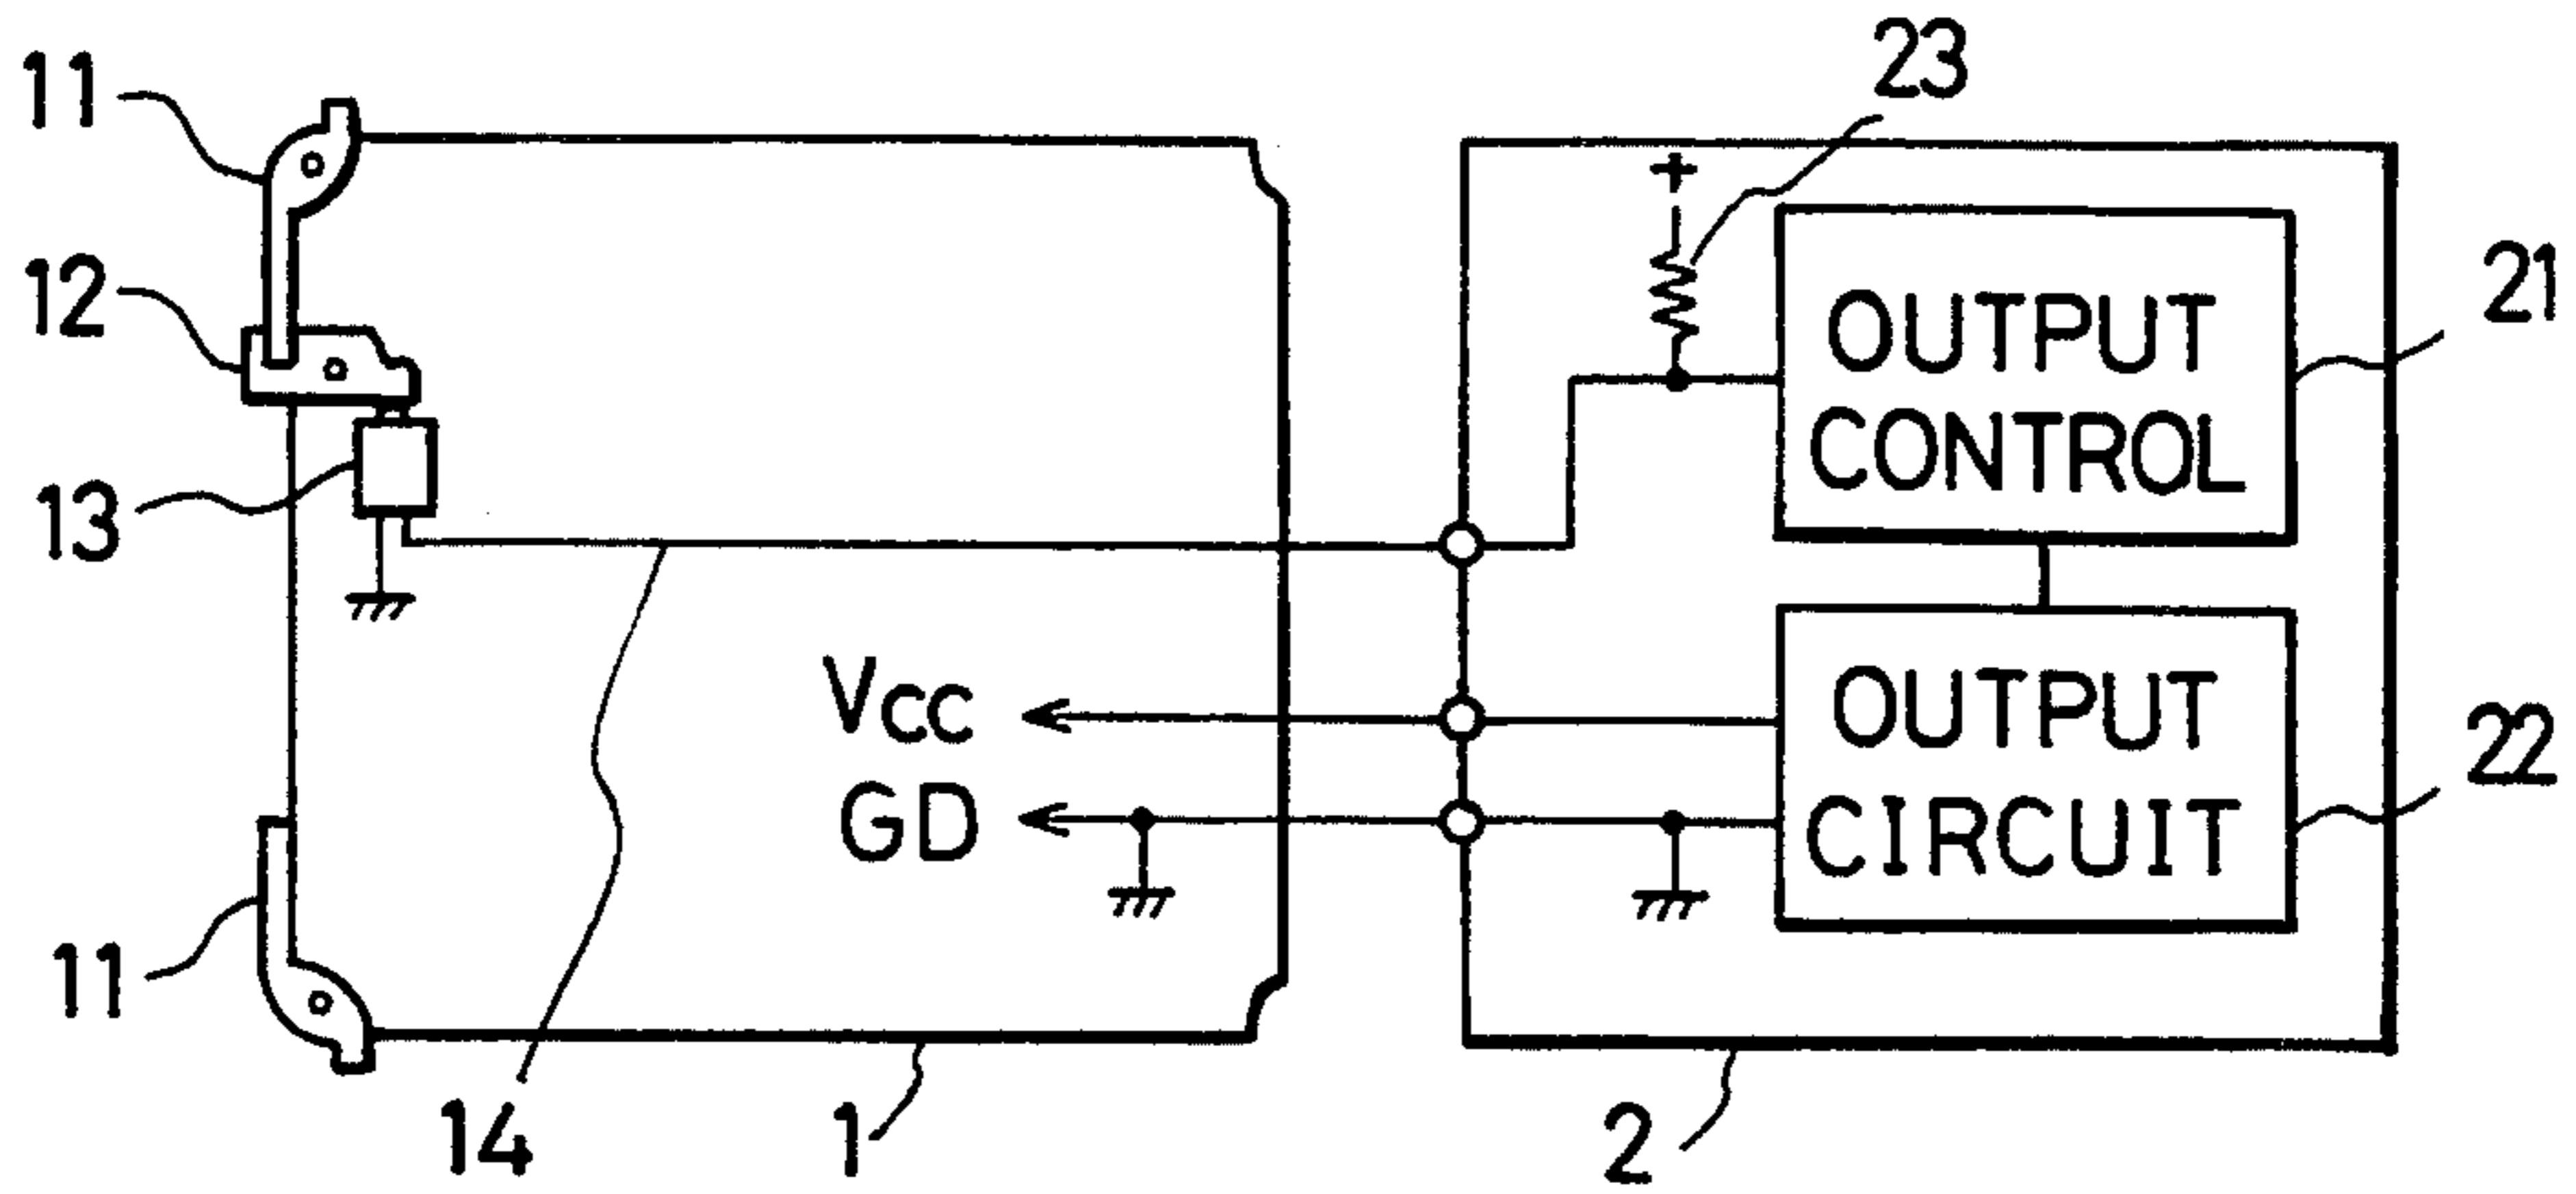 11
23
12
21
OUTPUT
CONTROL
13
VCC
OUTPUT
22
GD
CIRCUIT
11
14
1
2